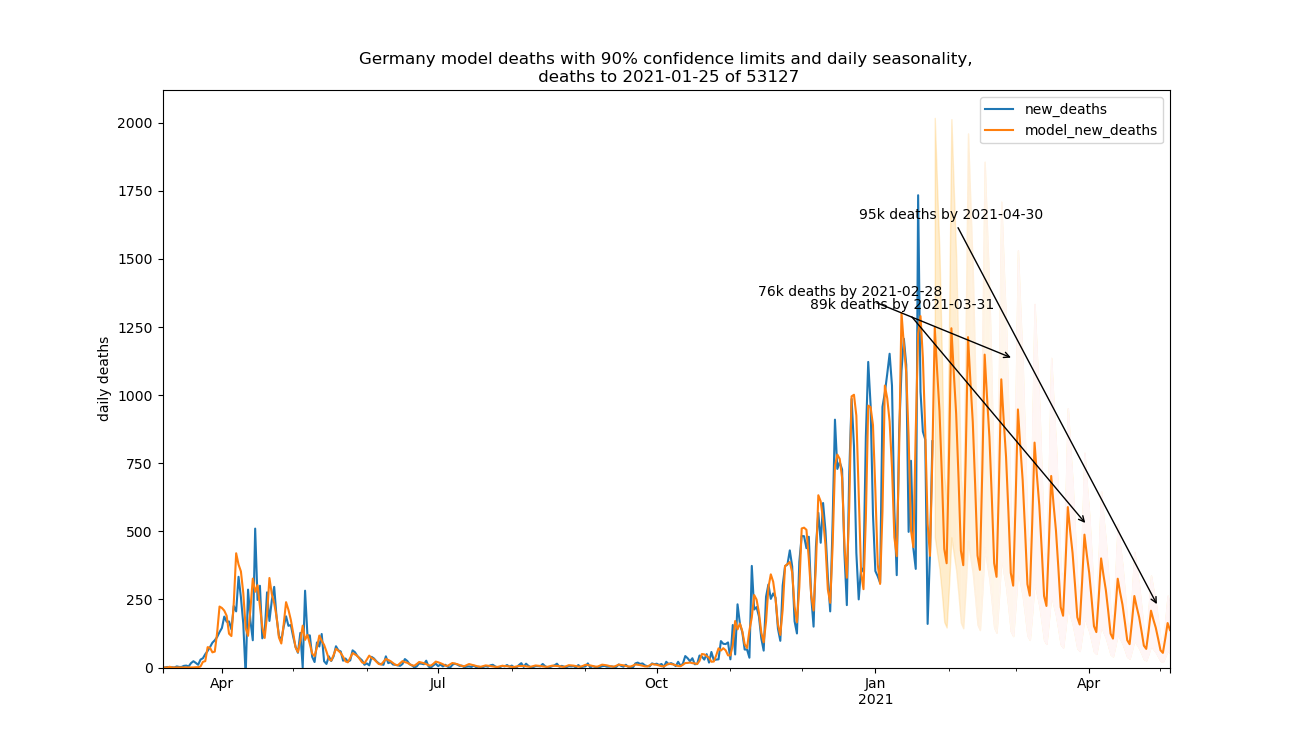 Germany model deaths with 90% confidence limits and daily seasonality,
deaths to 2021-01-25 of 53127
new_deaths
model_new_deaths
2000
1750
1500
1250
1000
750
500
250
0
daily deaths
95k deaths by 2021-04-30
76k deaths by 2021-02-28
89k deaths by 2021-03-31
Apr
Jul
Oct
Jan
2021
Apr